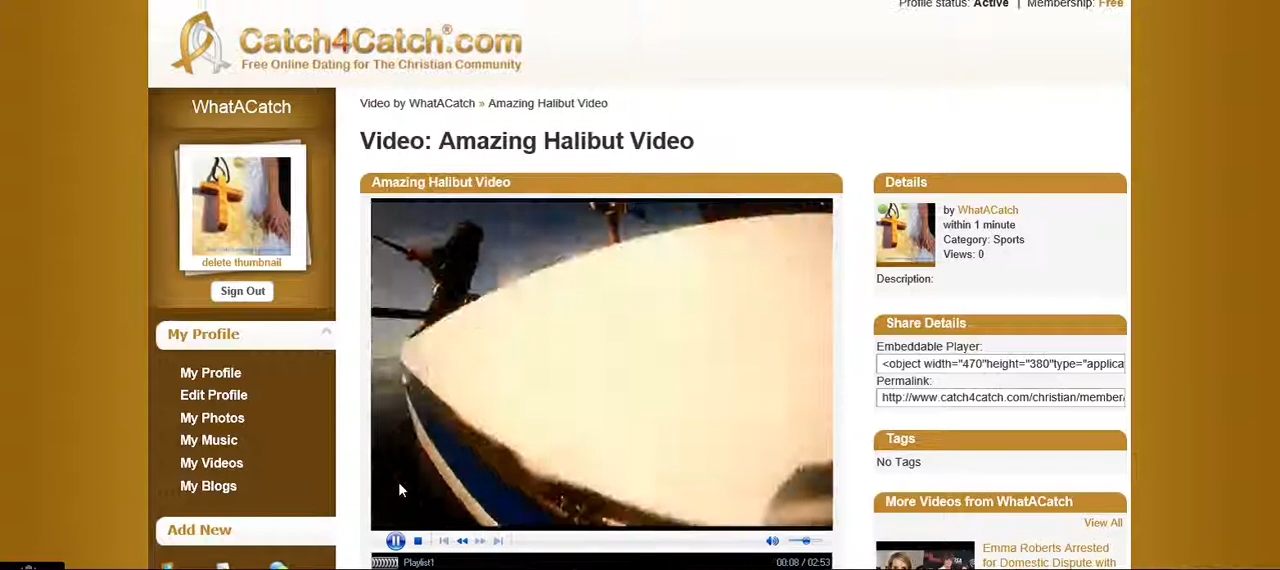 Profile status: Active | Membership: Free
Catch4Catch®.com
Free Online Dating for The Christian Community
WhatACatch
delete thumbnail
Sign Out
My Profile
My Profile
Edit Profile
My Photos
My Music
My Videos
My Blogs
Add New
Video by WhatACatch » Amazing Halibut Video
Video: Amazing Halibut Video
Amazing Halibut Video
Playlist1
00:08 / 02:53
Details
by WhatACatch
within 1 minute
Category: Sports
Views: 0
Description:
Share Details
Embeddable Player:
<object width="470"height="380"type="applica
Permalink:
http://www.catch4catch.com/christian/member/
Tags
No Tags
More Videos from WhatACatch
View All
Emma Roberts Arrested
for Domestic Dispute with